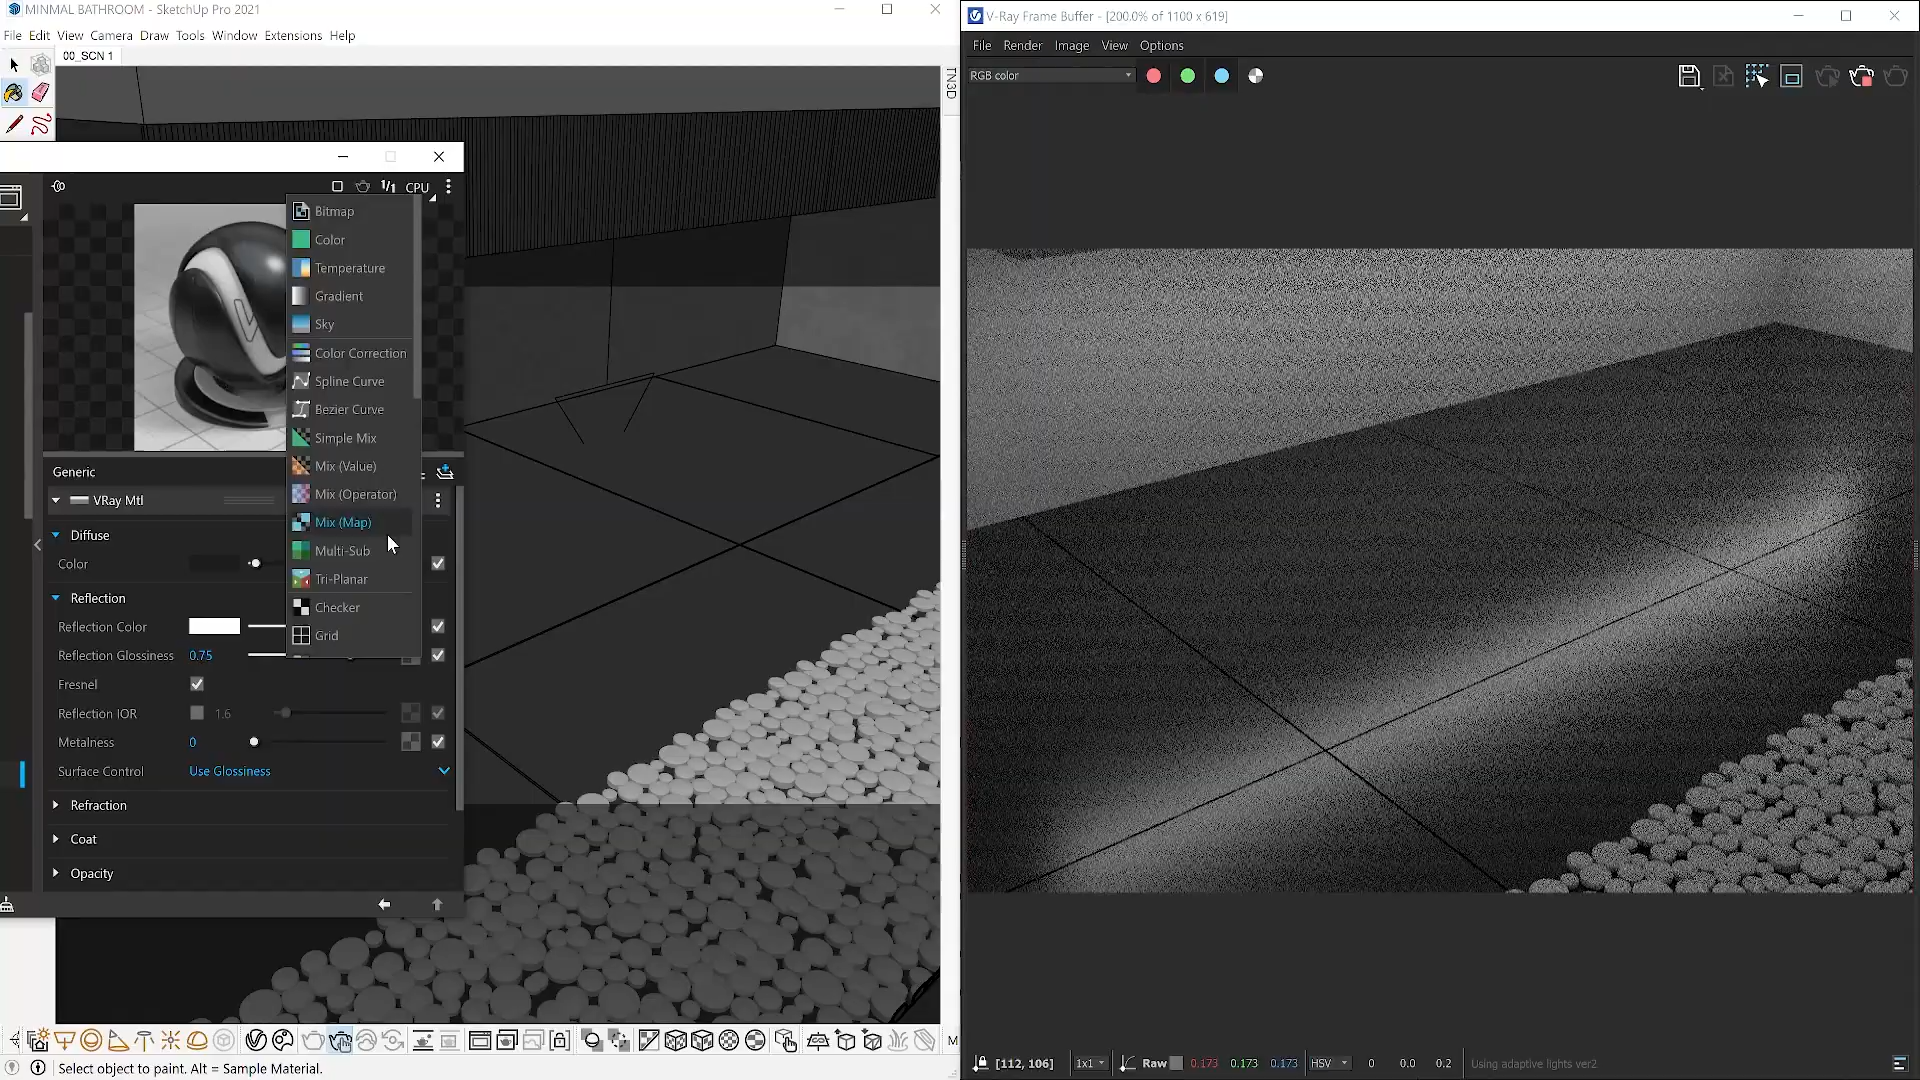 MINMAL BATHROOM - SketchUp Pro 2021
File Edit View Camera Draw Tools Window Extensions Help
00_SCN 1
TN3D
1/1 CPU
Bitmap
Color
Temperature
Gradient
Sky
Color Correction
Spline Curve
Bezier Curve
Simple Mix
Mix (Value)
Mix (Operator)
Mix (Map)
Multi-Sub
Tri-Planar
Checker
Grid
Generic
VRay Mtl
Diffuse
Color
Reflection
Reflection Color
Reflection Glossiness 0.75
Fresnel
Reflection IOR 1.6
Metalness 0
Surface Control Use Glossiness
Refraction
Coat
Opacity
M
Select object to paint. Alt = Sample Material.
V-Ray Frame Buffer - [200.0% of 1100 x 619]
File Render Image View Options
RGB color
[112, 106] 1x1 Raw 0.173 0.173 0.173 HSV 0 0.0 0.2 Using adaptive lights ver2